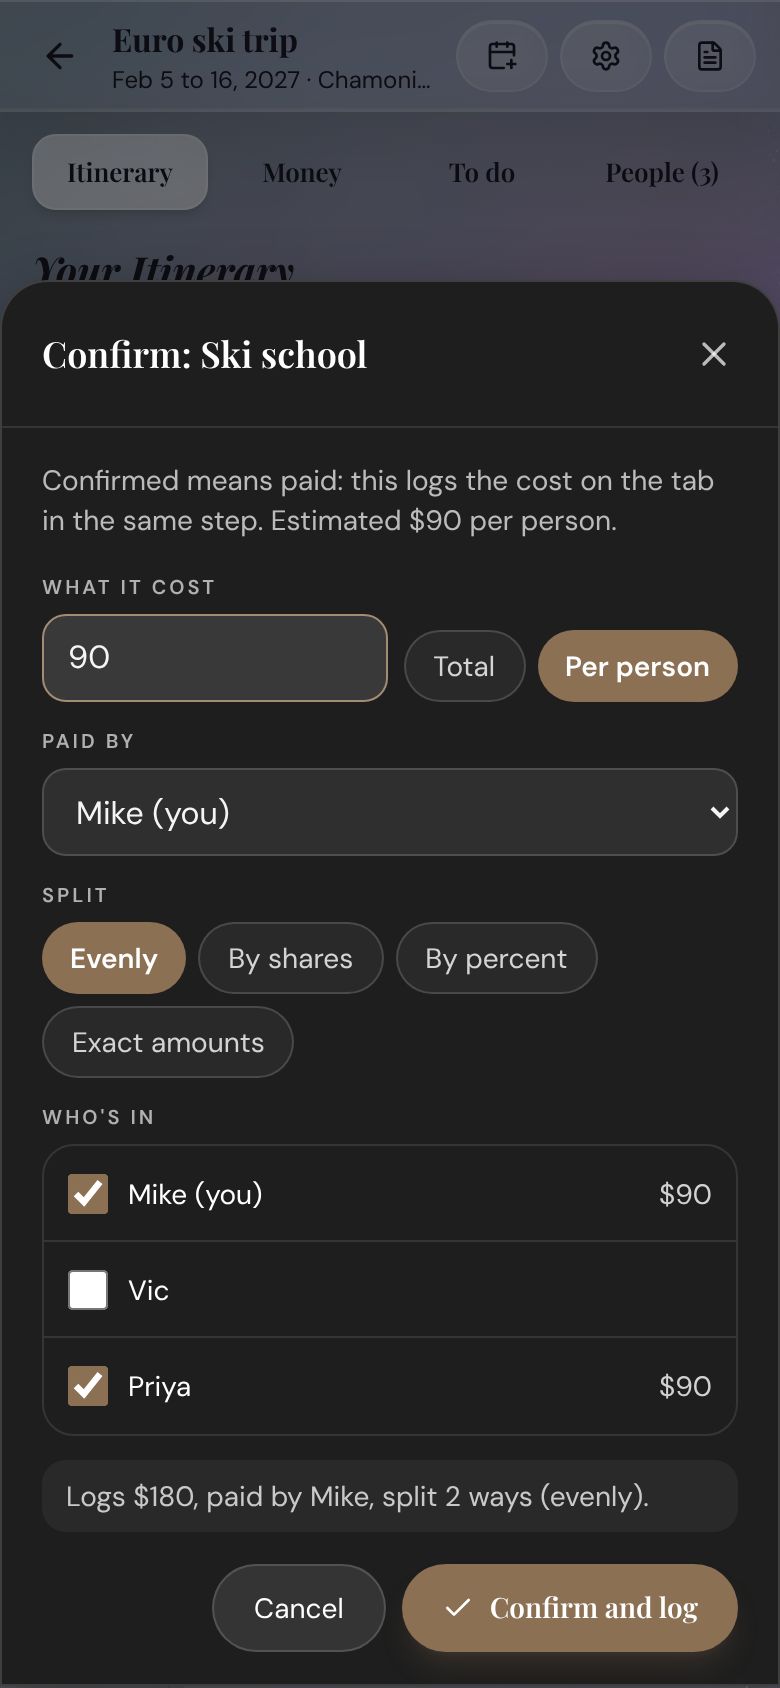 Euro ski trip
Feb 5 to 16, 2027 · Chamoni...
Itinerary Money To do People (3)
Your Itinerary
Confirm: Ski school
Confirmed means paid: this logs the cost on the tab
in the same step. Estimated $90 per person.
WHAT IT COST
90 Total Per person
PAID BY
Mike (you)
SPLIT
Evenly By shares By percent
Exact amounts
WHO'S IN
Mike (you) $90
Vic
Priya $90
Logs $180, paid by Mike, split 2 ways (evenly).
Cancel Confirm and log